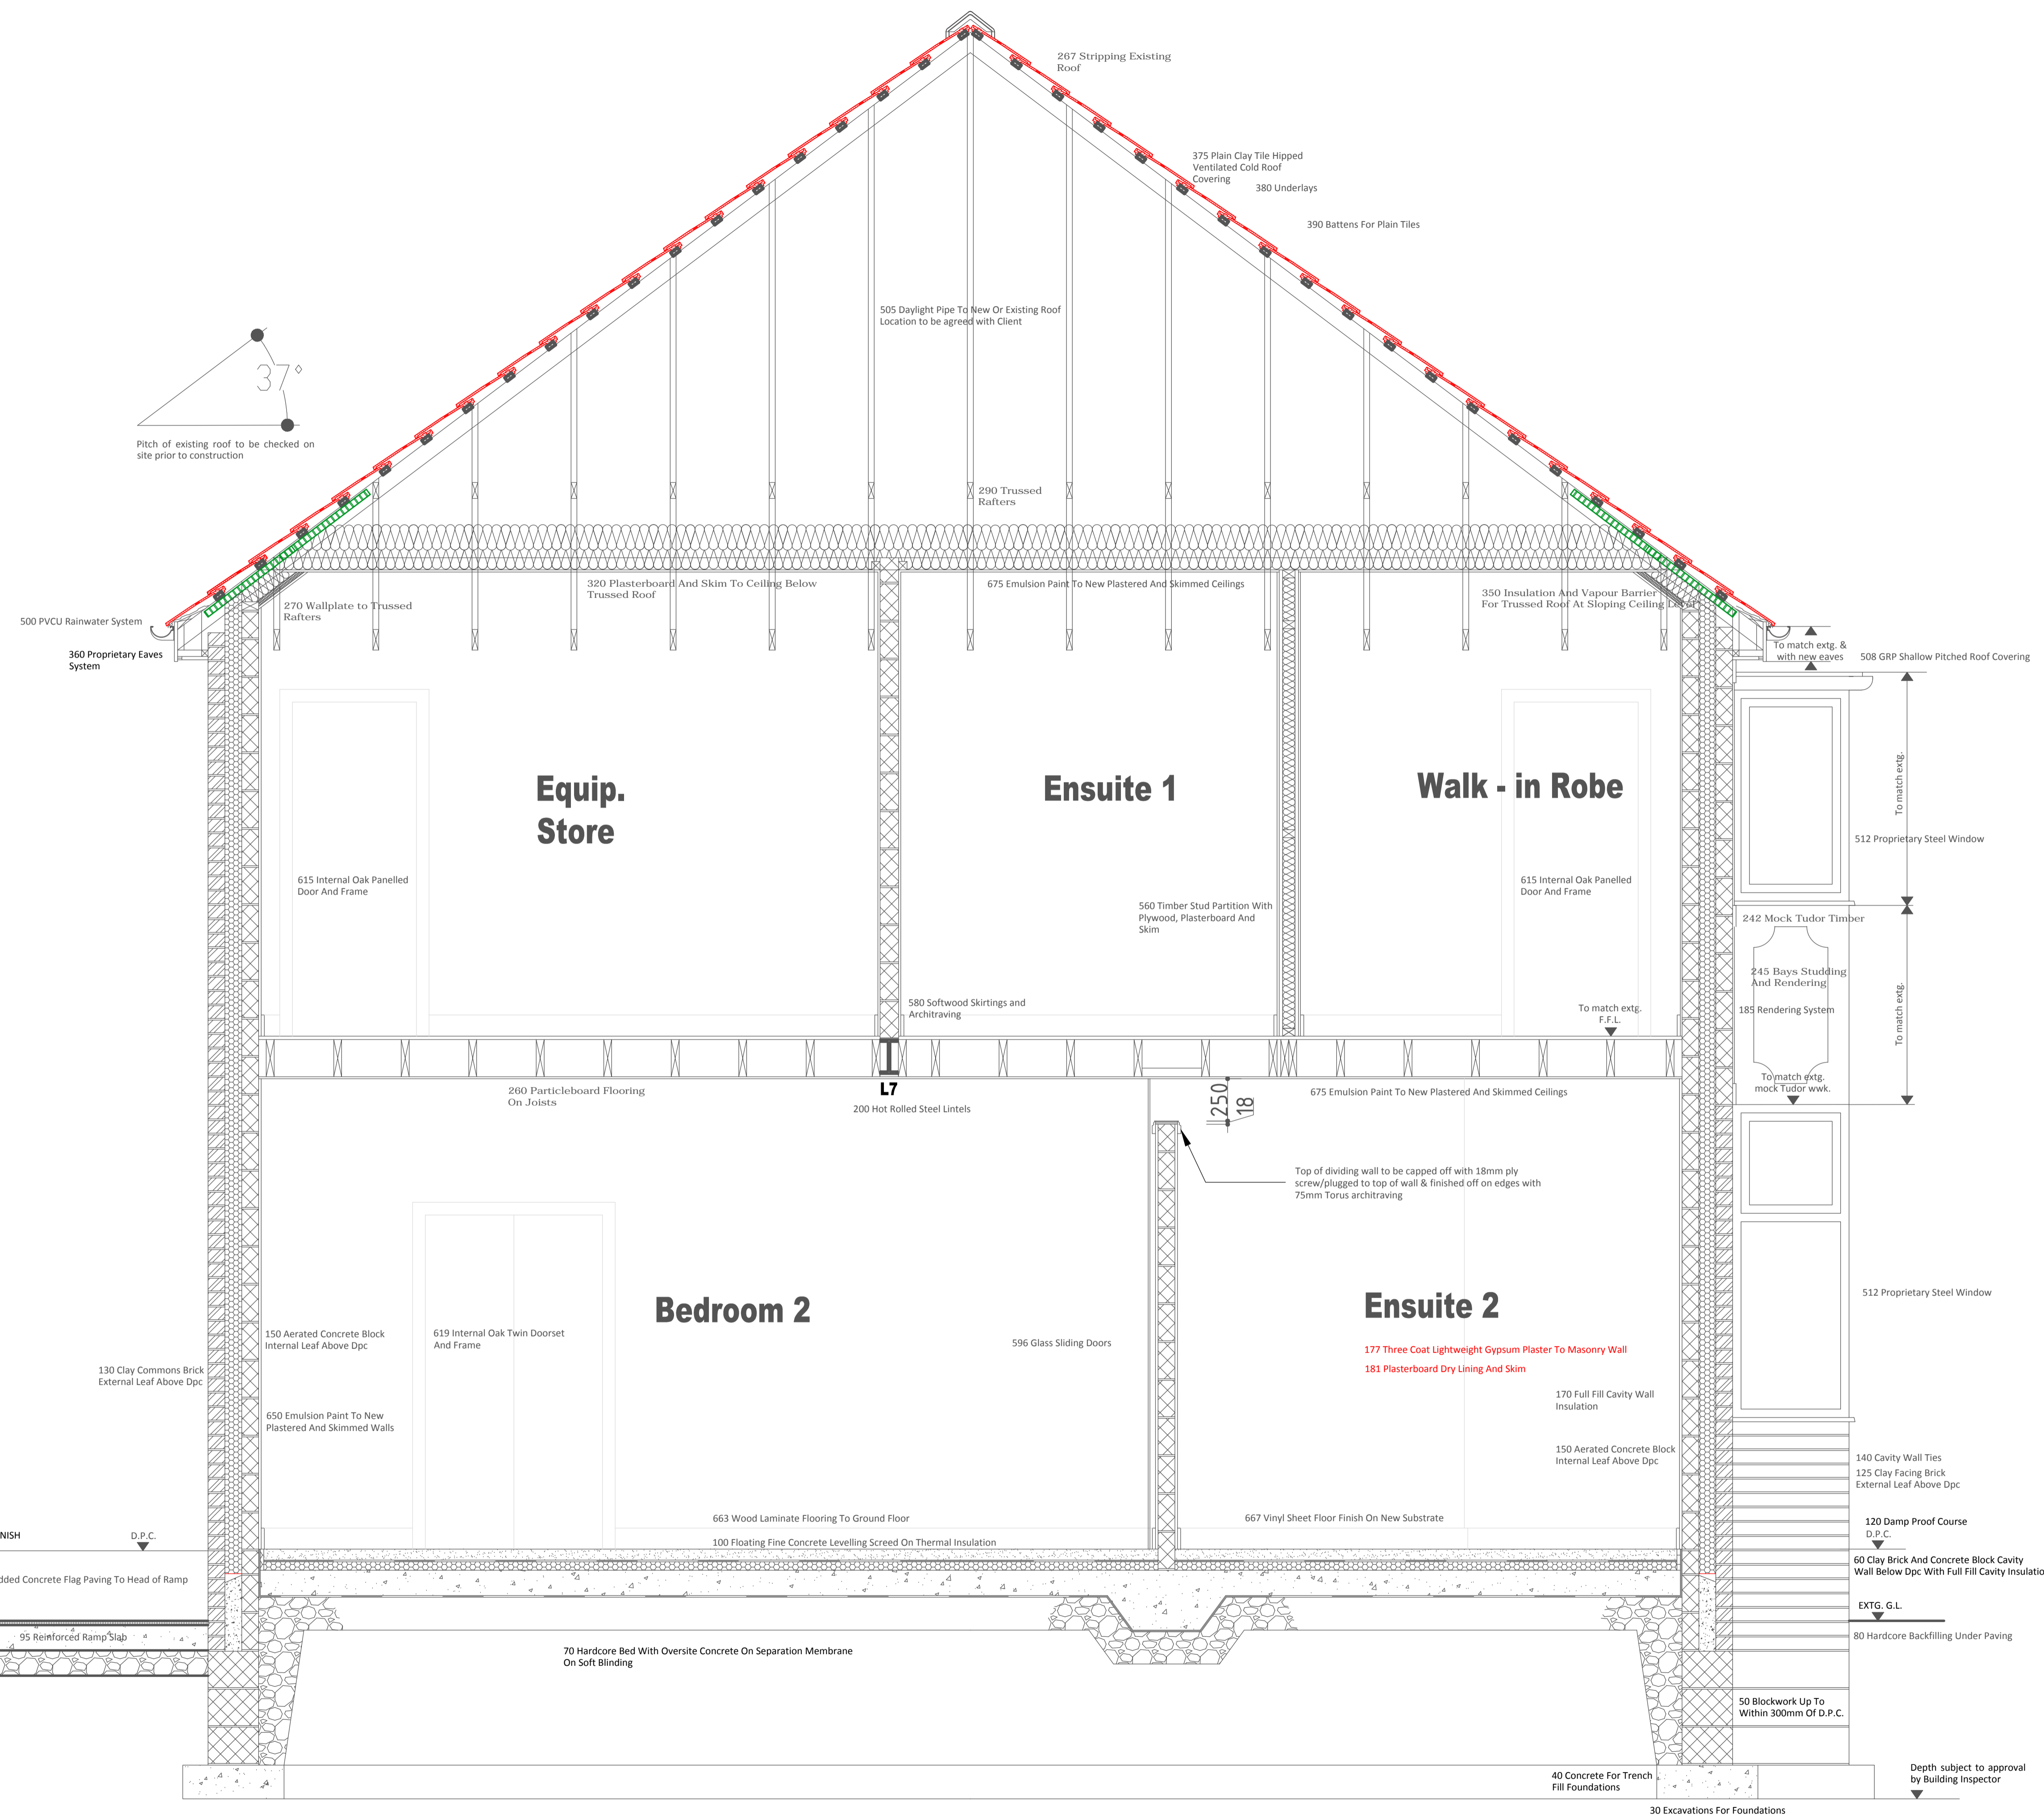 267 Stripping Existing
Roof
375 Plain Clay Tile Hipped
Ventilated Cold Roof
Covering
380 Underlays
390 Battens For Plain Tiles
505 Daylight Pipe To New Or Existing Roof
Location to be agreed with Client
37°
Pitch of existing roof to be checked on
site prior to construction
290 Trussed
Rafters
320 Plasterboard And Skim To Ceiling Below
Trussed Roof
675 Emulsion Paint To New Plastered And Skimmed Ceilings
350 Insulation And Vapour Barrier
For Trussed Roof At Sloping Ceiling Level
270 Wallplate to Trussed
Rafters
500 PVCU Rainwater System
360 Proprietary Eaves
System
To match extg. &
with new eaves
508 GRP Shallow Pitched Roof Covering
Equip.
Store
Ensuite 1
Walk - in Robe
To match extg.
512 Proprietary Steel Window
615 Internal Oak Panelled
Door And Frame
560 Timber Stud Partition With
Plywood, Plasterboard And
Skim
615 Internal Oak Panelled
Door And Frame
242 Mock Tudor Timber
245 Bays Studding
And Rendering
185 Rendering System
To match extg.
580 Softwood Skirtings and
Architraving
To match extg.
F.F.L.
To match extg.
mock Tudor wwk.
L7
260 Particleboard Flooring
On Joists
200 Hot Rolled Steel Lintels
250
18
675 Emulsion Paint To New Plastered And Skimmed Ceilings
Top of dividing wall to be capped off with 18mm ply
screw/plugged to top of wall & finished off on edges with
75mm Torus architraving
Bedroom 2
Ensuite 2
512 Proprietary Steel Window
150 Aerated Concrete Block
Internal Leaf Above Dpc
619 Internal Oak Twin Doorset
And Frame
596 Glass Sliding Doors
177 Three Coat Lightweight Gypsum Plaster To Masonry Wall
181 Plasterboard Dry Lining And Skim
130 Clay Commons Brick
External Leaf Above Dpc
170 Full Fill Cavity Wall
Insulation
650 Emulsion Paint To New
Plastered And Skimmed Walls
150 Aerated Concrete Block
Internal Leaf Above Dpc
140 Cavity Wall Ties
125 Clay Facing Brick
External Leaf Above Dpc
663 Wood Laminate Flooring To Ground Floor
667 Vinyl Sheet Floor Finish On New Substrate
120 Damp Proof Course
D.P.C.
NISH
D.P.C.
100 Floating Fine Concrete Levelling Screed On Thermal Insulation
60 Clay Brick And Concrete Block Cavity
Wall Below Dpc With Full Fill Cavity Insulatio
dded Concrete Flag Paving To Head of Ramp
EXTG. G.L.
95 Reinforced Ramp Slab
80 Hardcore Backfilling Under Paving
70 Hardcore Bed With Oversite Concrete On Separation Membrane
On Soft Blinding
50 Blockwork Up To
Within 300mm Of D.P.C.
40 Concrete For Trench
Fill Foundations
Depth subject to approval
by Building Inspector
30 Excavations For Foundations